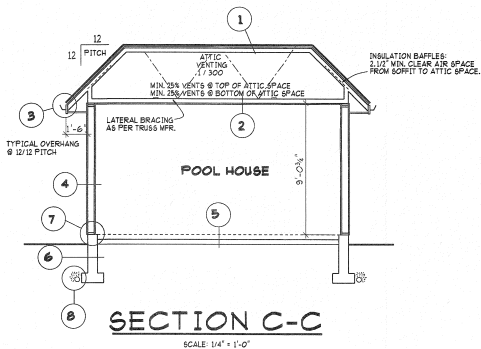 1
12
12
PITCH
ATTIC
VENTING
1 / 300
INSULATION BAFFLES:
2.1/2" MIN. CLEAR AIR SPACE
FROM SOFFIT TO ATTIC SPACE.
MIN. 25% VENTS @ TOP OF ATTIC SPACE
MIN. 25% VENTS @ BOTTOM OF ATTIC SPACE
3
1'-6"
LATERAL BRACING
AS PER TRUSS MFR.
2
TYPICAL OVERHANG
@ 12/12 PITCH
POOL HOUSE
9'-0¾"
4
7
5
6
8
SECTION C-C
SCALE: 1/4" = 1'-0"